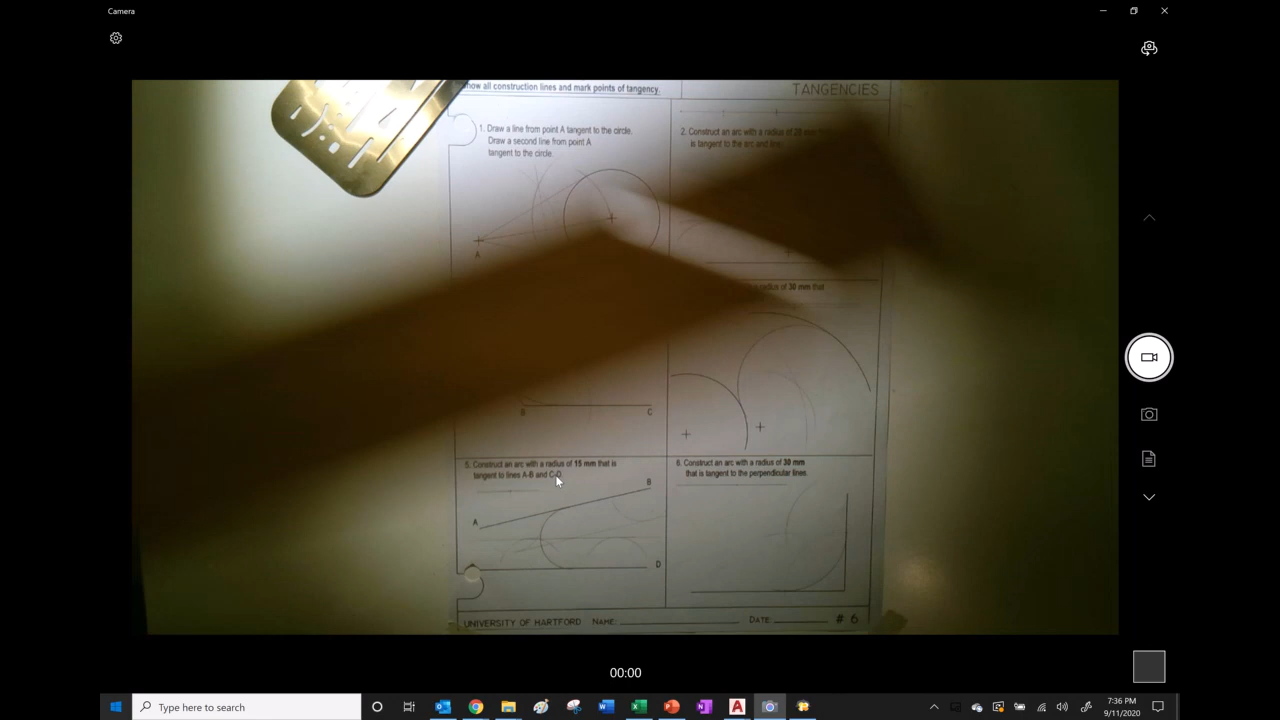 Camera
how all construction lines and mark points of tangency.
TANGENCIES
1. Draw a line from point A tangent to the circle.
Draw a second line from point A
tangent to the circle.
A
2. Construct an arc with a radius of 20
is tangent to the arc and line.
radius of 30 mm that
B
C
5. Construct an arc with a radius of 15 mm that is
tangent to lines A-B and C-D.
A
B
D
6. Construct an arc with a radius of 30 mm
that is tangent to the perpendicular lines.
UNIVERSITY OF HARTFORD NAME: DATE: # 6
00:00
Type here to search
7:36 PM
9/11/2020